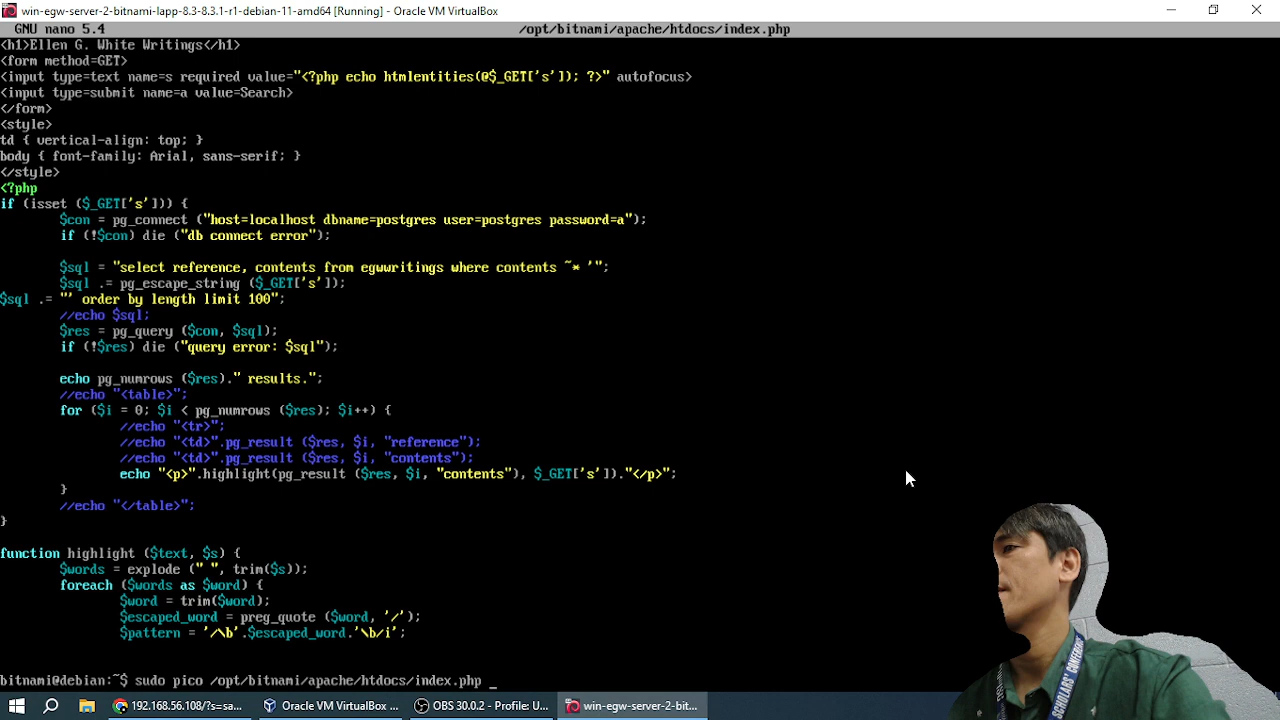 win-egw-server-2-bitnami-lapp-8.3-8.3.1-r1-debian-11-amd64 [Running] - Oracle VM VirtualBox
GNU nano 5.4 /opt/bitnami/apache/htdocs/index.php
<h1>Ellen G. White Writings</h1>
<form method=GET>
<input type=text name=s required value="<?php echo htmlentities(@$_GET['s']); ?>" autofocus>
<input type=submit name=a value=Search>
</form>
<style>
td { vertical-align: top; }
body { font-family: Arial, sans-serif; }
</style>
<?php
if (isset ($_GET['s'])) {
$con = pg_connect ("host=localhost dbname=postgres user=postgres password=a");
if (!$con) die ("db connect error");
$sql = "select reference, contents from egwwritings where contents ~* '";
$sql .= pg_escape_string ($_GET['s']);
$sql .= "' order by length limit 100";
//echo $sql;
$res = pg_query ($con, $sql);
if (!$res) die ("query error: $sql");
echo pg_numrows ($res)." results.";
//echo "<table>";
for ($i = 0; $i < pg_numrows ($res); $i++) {
//echo "<tr>";
//echo "<td>".pg_result ($res, $i, "reference");
//echo "<td>".pg_result ($res, $i, "contents");
echo "<p>".highlight(pg_result ($res, $i, "contents"), $_GET['s'])."</p>";
}
//echo "</table>";
}
function highlight ($text, $s) {
$words = explode (" ", trim($s));
foreach ($words as $word) {
$word = trim($word);
$escaped_word = preg_quote ($word, '/');
$pattern = '/\b'.$escaped_word.'\b/i';
bitnami@debian:~$ sudo pico /opt/bitnami/apache/htdocs/index.php _
192.168.56.108/?s=sa...
Oracle VM VirtualBox ...
OBS 30.0.2 - Profile: U...
win-egw-server-2-bit...
SCHOLARS' CONFERENCE